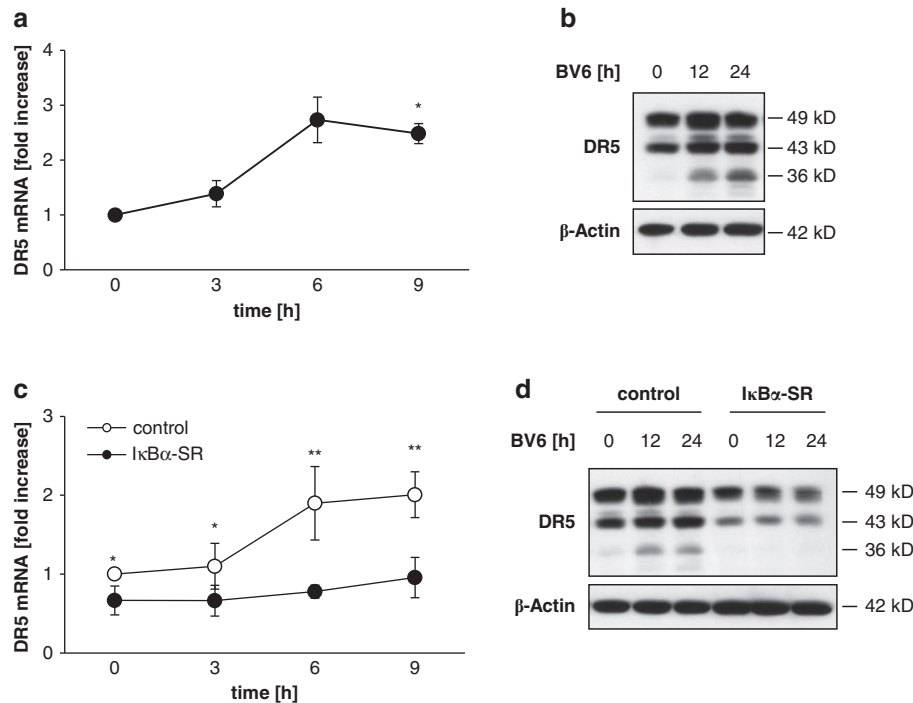 a
DR5 mRNA [fold increase]
4
3
2
1
0
*
0 3 6 9
time [h]
b
BV6 [h] 0 12 24
DR5
49 kD
43 kD
36 kD
β-Actin
42 kD
c
DR5 mRNA [fold increase]
3
2
1
0
control
IκBα-SR
* * ** **
0 3 6 9
time [h]
d
control IκBα-SR
BV6 [h] 0 12 24 0 12 24
DR5
49 kD
43 kD
36 kD
β-Actin
42 kD